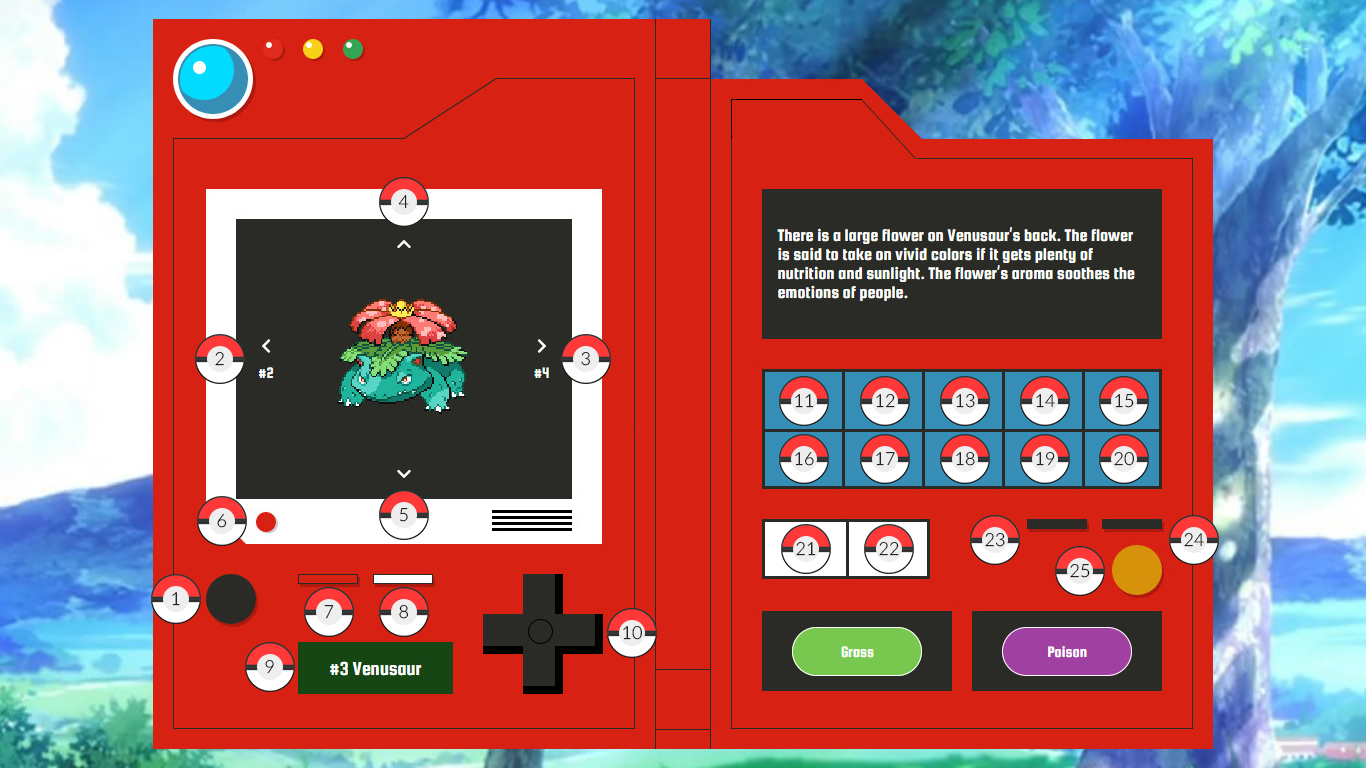 4
2
#2
3
#4
5
6
1
7
8
9
#3 Venusaur
10
There is a large flower on Venusaur's back. The flower
is said to take on vivid colors if it gets plenty of
nutrition and sunlight. The flower's aroma soothes the
emotions of people.
11 12 13 14 15
16 17 18 19 20
21 22
23
24
25
Grass
Poison